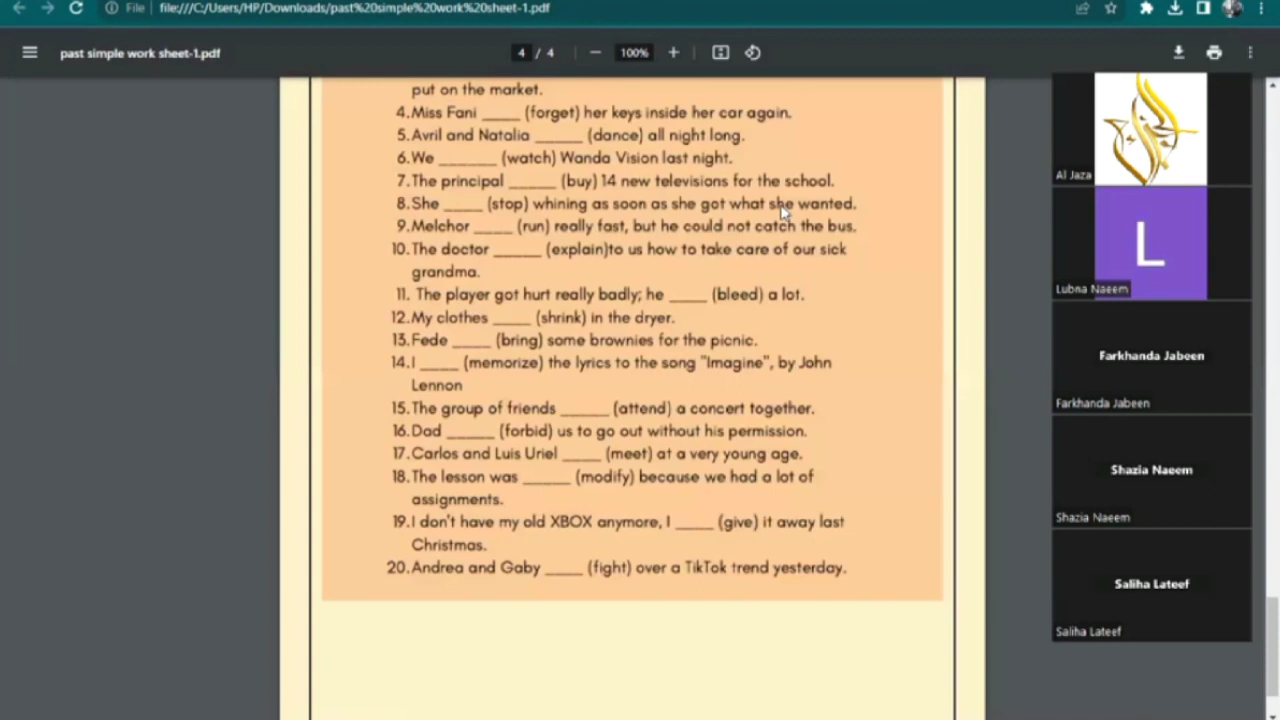 File file:///C:/Users/HP/Downloads/past%20simple%20work%20sheet-1.pdf
past simple work sheet-1.pdf
4 / 4
100%
put on the market.
4.Miss Fani _____ (forget) her keys inside her car again.
5.Avril and Natalia ______ (dance) all night long.
6.We _______ (watch) Wanda Vision last night.
7.The principal ______ (buy) 14 new televisions for the school.
8.She _____ (stop) whining as soon as she got what she wanted.
9.Melchor _____ (run) really fast, but he could not catch the bus.
10.The doctor ______ (explain)to us how to take care of our sick
grandma.
11. The player got hurt really badly; he _____ (bleed) a lot.
12.My clothes _____ (shrink) in the dryer.
13.Fede _____ (bring) some brownies for the picnic.
14.I _____ (memorize) the lyrics to the song "Imagine", by John
Lennon
15.The group of friends ______ (attend) a concert together.
16.Dad ______ (forbid) us to go out without his permission.
17.Carlos and Luis Uriel _____ (meet) at a very young age.
18.The lesson was ______ (modify) because we had a lot of
assignments.
19.I don't have my old XBOX anymore, I _____ (give) it away last
Christmas.
20.Andrea and Gaby _____ (fight) over a TikTok trend yesterday.
Al Jaza
L
Lubna Naeem
Farkhanda Jabeen
Farkhanda Jabeen
Shazia Naeem
Shazia Naeem
Saliha Lateef
Saliha Lateef